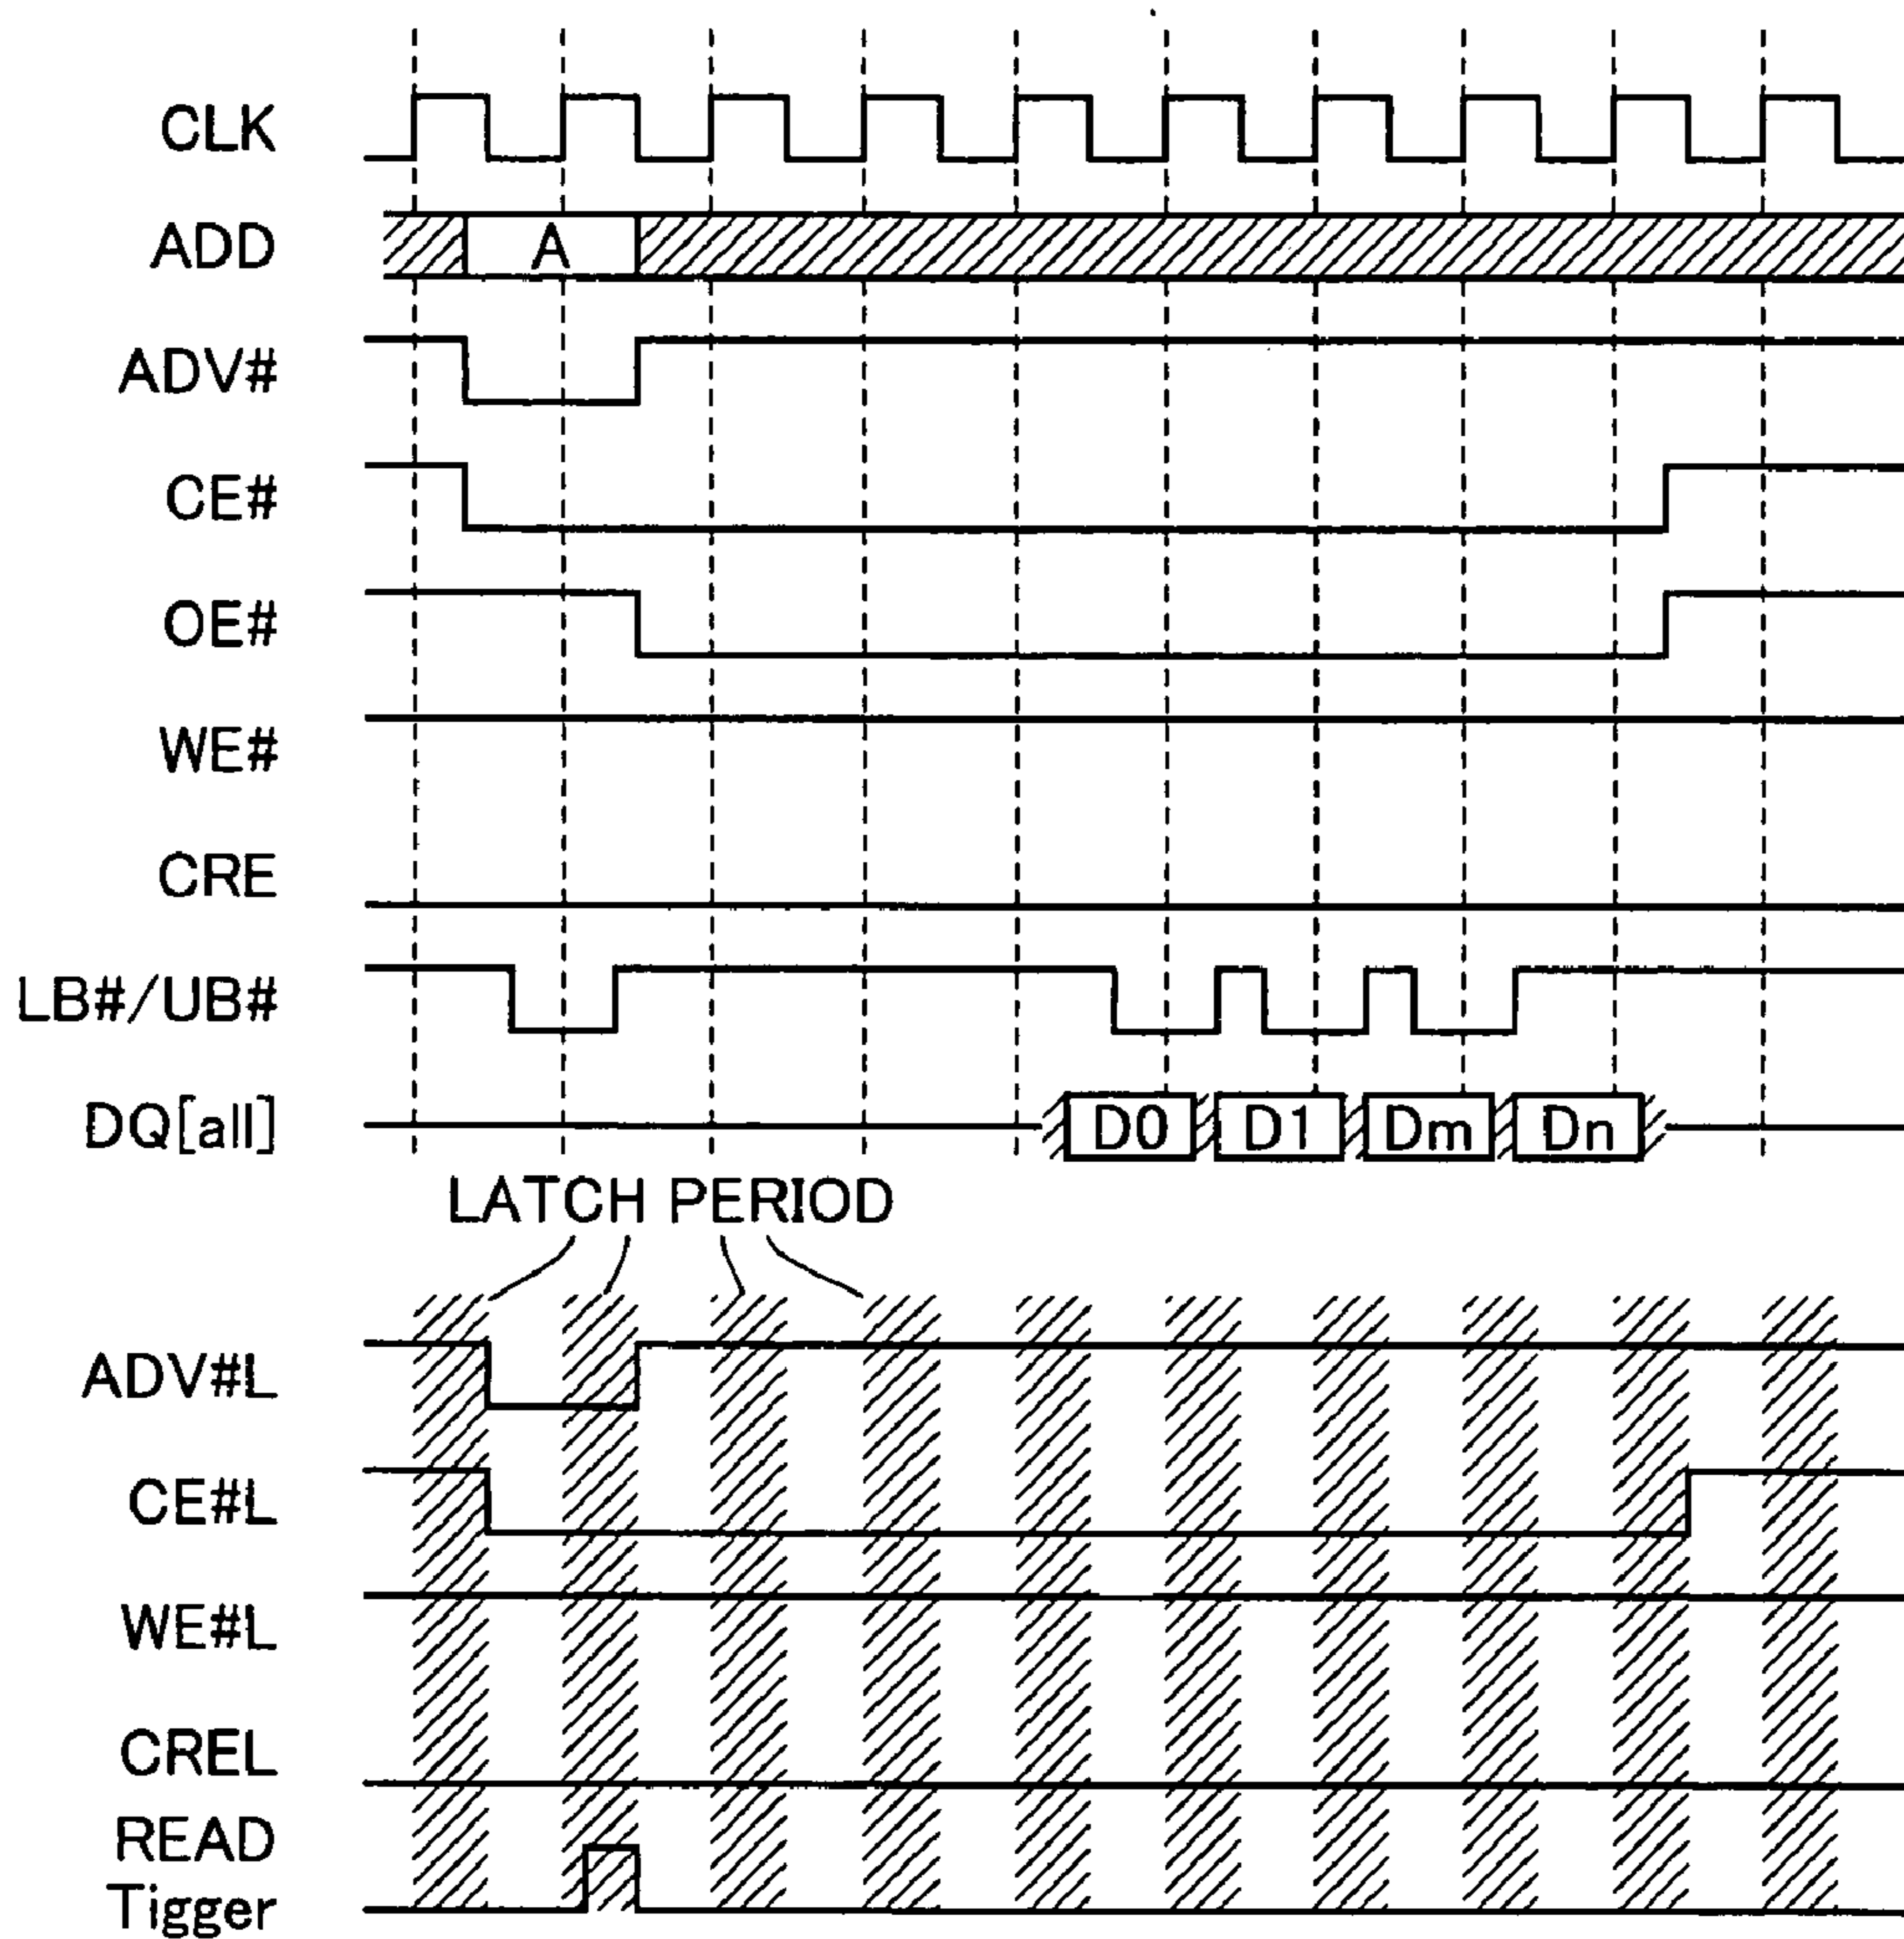 CLK
ADD
A
ADV#
CE#
OE#
WE#
CRE
LB#/UB#
DQ[all]
D0 D1 Dm Dn
LATCH PERIOD
ADV#L
CE#L
WE#L
CREL
READ
Tigger